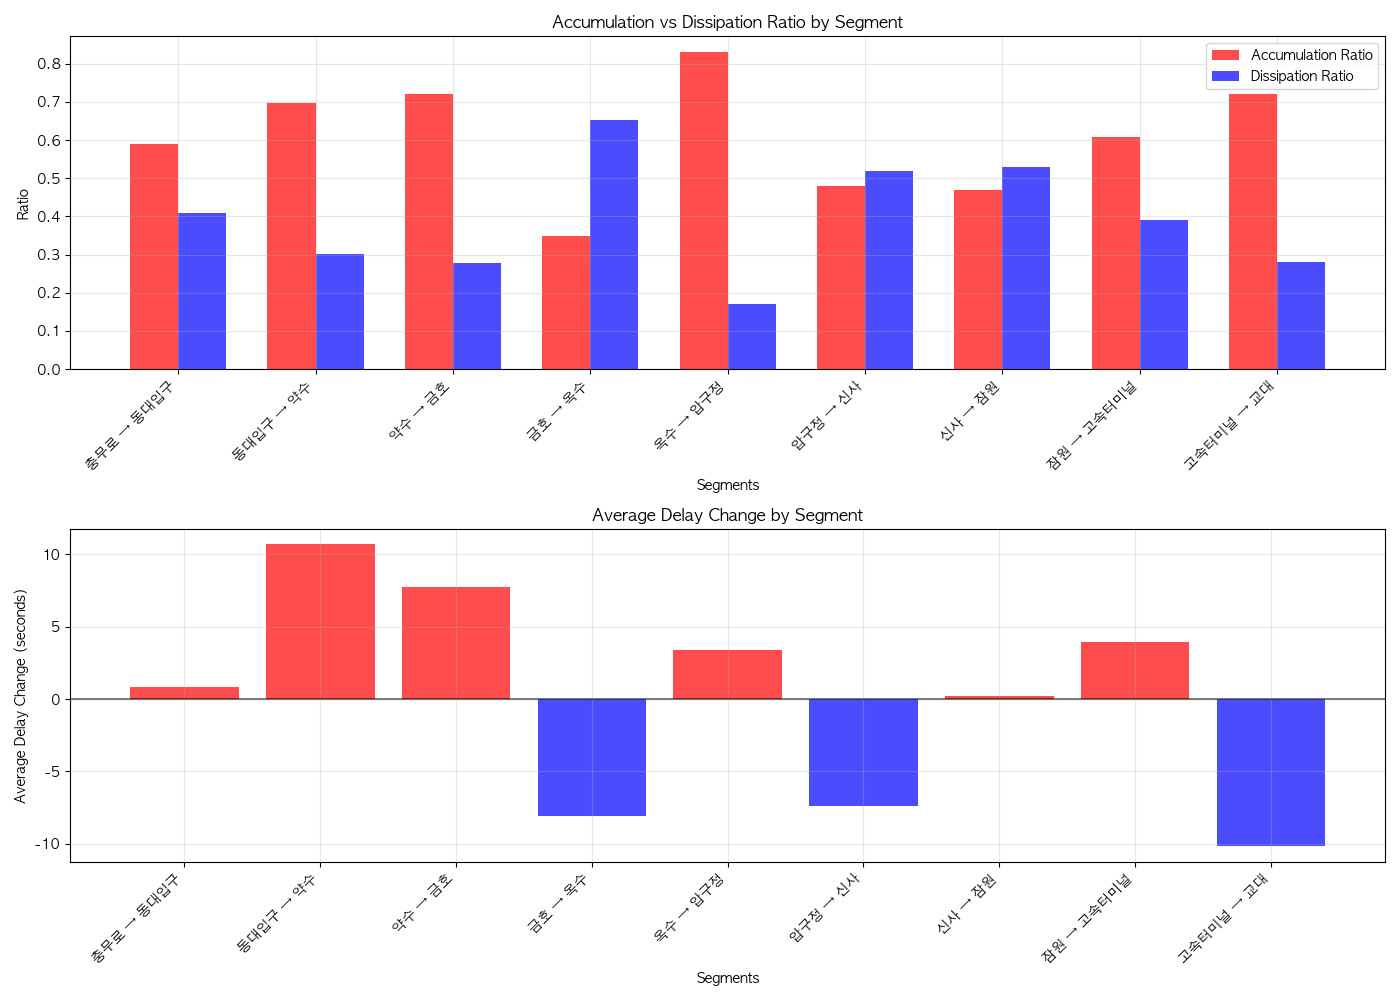 Accumulation vs Dissipation Ratio by Segment
Accumulation Ratio
Dissipation Ratio
Ratio
0.8
0.7
0.6
0.5
0.4
0.3
0.2
0.1
0.0
충무로 → 동대입구
동대입구 → 약수
약수 → 금호
금호 → 옥수
옥수 → 압구정
압구정 → 신사
신사 → 잠원
잠원 → 고속터미널
고속터미널 → 교대
Segments
Average Delay Change by Segment
Average Delay Change (seconds)
10
5
0
-5
-10
충무로 → 동대입구
동대입구 → 약수
약수 → 금호
금호 → 옥수
옥수 → 압구정
압구정 → 신사
신사 → 잠원
잠원 → 고속터미널
고속터미널 → 교대
Segments